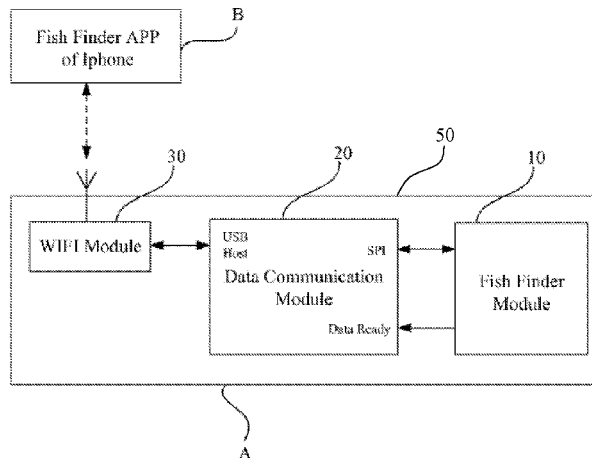 Fish Finder APP
of Iphone
B
30
20
50
10
WIFI Module
USB
Host
SPI
Data Communication
Module
Data Ready
Fish Finder
Module
A